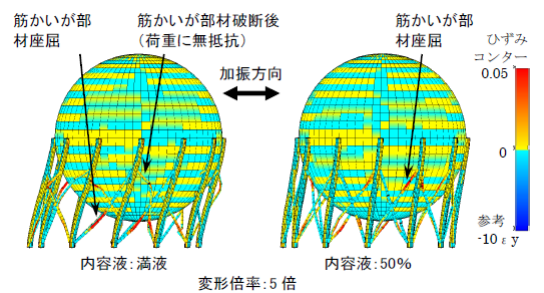 筋かいが部
材座屈
筋かいが部材破断後
(荷重に無抵抗)
加振方向
筋かいが部
材座屈
ひずみ
コンター
0.05
0
参考
-10εy
内容液:満液
内容液:50%
変形倍率:5倍